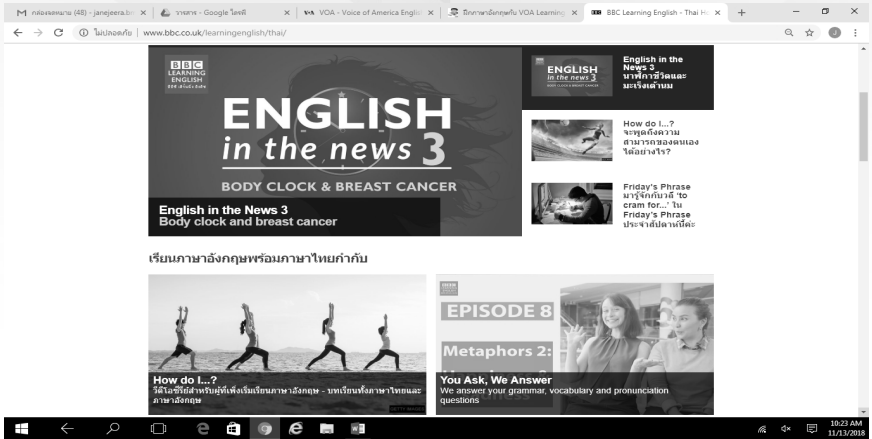 กล่องจดหมาย (48) - janejeera.bm
วารสาร - Google ไดรฟ์
VOA - Voice of America English
ฝึกภาษาอังกฤษกับ VOA Learning
BBC Learning English - Thai Ho
ไม่ปลอดภัย | www.bbc.co.uk/learningenglish/thai/
BBC
LEARNING
ENGLISH
ENGLISH
in the news 3
BODY CLOCK & BREAST CANCER
English in the News 3
Body clock and breast cancer
ENGLISH
in the news 3
BODY CLOCK & BREAST CANCER
English in the
News 3
นาฬิกาชีวิตและ
มะเร็งเต้านม
How do I...?
จะพูดถึงความ
สามารถของตนเอง
ได้อย่างไร?
Friday's Phrase
มารู้จักกับวลี 'to
cram for...' ใน
Friday's Phrase
ประจำสัปดาห์นี้ค่ะ
เรียนภาษาอังกฤษพร้อมภาษาไทยกำกับ
How do I...?
วิดีโอซีรีย์สำหรับผู้ที่เพิ่งเริ่มเรียนภาษาอังกฤษ - บทเรียนทั้งภาษาไทยและ
ภาษาอังกฤษ
EPISODE 8
Metaphors 2:
You Ask, We Answer
We answer your grammar, vocabulary and pronunciation
questions
10:23 AM
11/13/2018